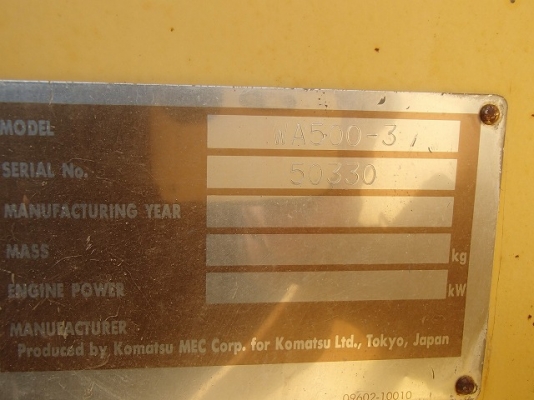 MODEL WA500-3
SERIAL No. 50330
MANUFACTURING YEAR
MASS kg
ENGINE POWER kW
MANUFACTURER
Produced by Komatsu MEC Corp. for Komatsu Ltd., Tokyo, Japan
09602-10010